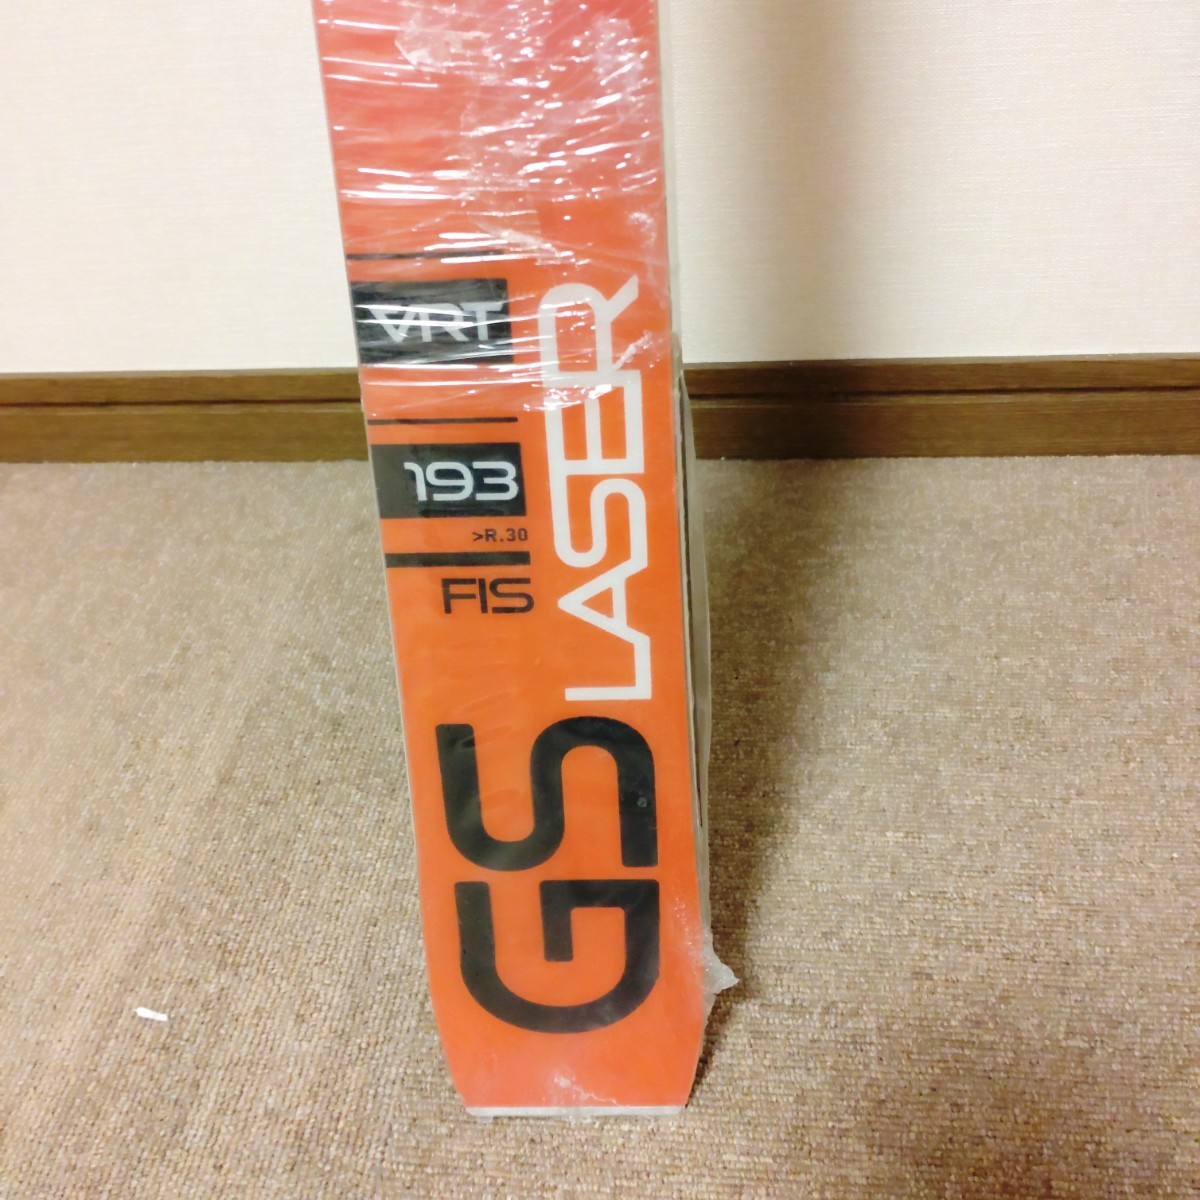 VRT
193
>R.30
FIS
GS LASER